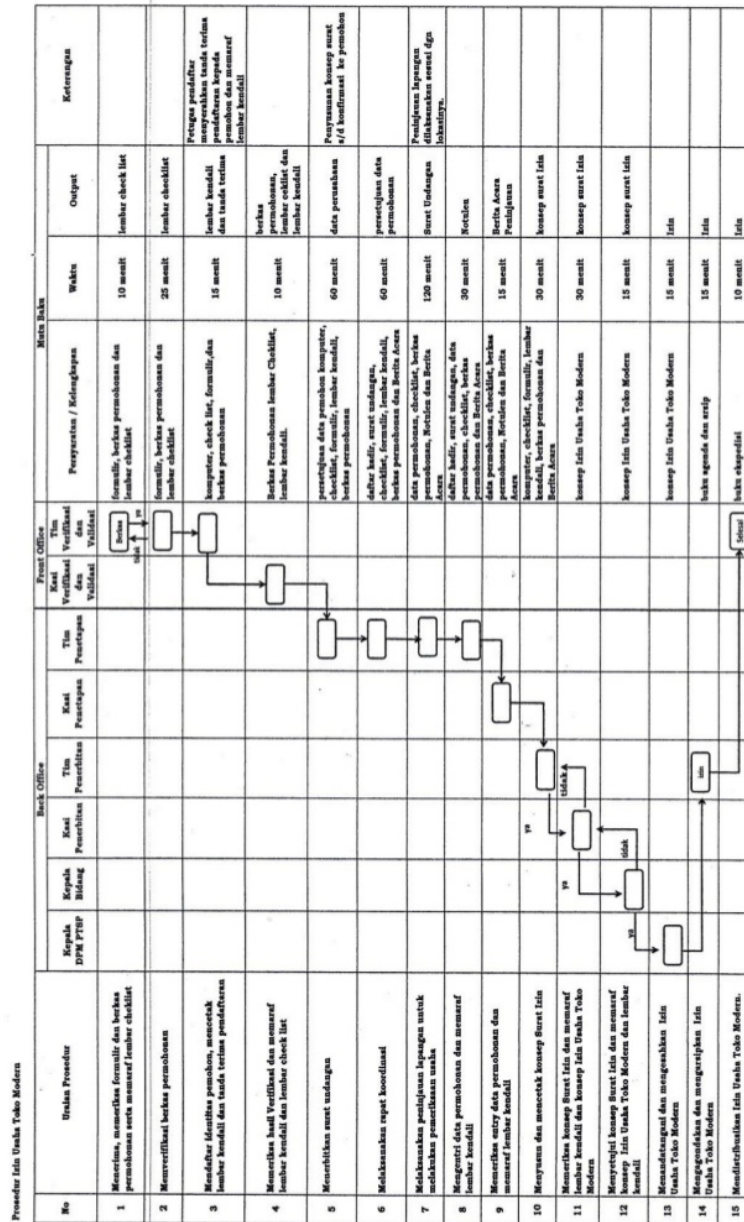 Prosedur Izin Usaha Toko Modern
No
Uraian Prosedur
Back Office
Front Office
Mutu Baku
Keterangan
Kepala
DPM PTSP
Kepala
Bidang
Kasi
Penerbitan
Tim
Penerbitan
Kasi
Penetapan
Tim
Penetapan
Kasi
Verifikasi
dan
Validasi
Tim
Verifikasi
dan
Validasi
Persyaratan / Kelengkapan
Waktu
Output
1
Menerima, memeriksa formulir dan berkas
permohonan serta memaraf lembar cheklist
Berkas
tidak
ya
formulir, berkas permohonan dan
lembar cheklist
10 menit
lembar check list
2
Memverifikasi berkas permohonan
formulir, berkas permohonan dan
lembar cheklist
25 menit
lembar checklist
3
Mendaftar identitas pemohon, mencetak
lembar kendali dan tanda terima pendaftaran
komputer, check list, formulir,dan
berkas permohonan
15 menit
lembar kendali
dan tanda terima
Petugas pendaftar
menyerahkan tanda terima
pendaftaran kepada
pemohon dan memaraf
lembar kendali
4
Memeriksa hasil Verifikasi dan memaraf
lembar kendali dan lembar check list
Berkas Permohonan lembar Cheklist,
lembar kendali.
10 menit
berkas
permohonan,
lembar ceklist dan
lembar kendali
5
Menerbitkan surat undangan
persetujuan data pemohon komputer,
checklist, formulir, lembar kendali,
berkas permohonan
60 menit
data perusahaan
Penyusunan konsep surat
s/d konfirmasi ke pemohon
6
Melaksanakan rapat koordinasi
daftar hadir, surat undangan,
checklist, formulir, lembar kendali,
berkas permohonan dan Berita Acara
60 menit
persetujuan data
permohonan
7
Melaksanakan peninjauan lapangan untuk
melakukan pemeriksaan usaha
data permohonan, checklist, berkas
permohonan, Notulen dan Berita
Acara
120 menit
Surat Undangan
Peninjauan lapangan
dilaksanakan sesuai dgn
lokasinya.
8
Mengentri data permohonan dan memaraf
lembar kendali
daftar hadir, surat undangan, data
permohonan, checklist, berkas
permohonan dan Berita Acara
30 menit
Notulen
9
Memeriksa entry data permohonan dan
memaraf lembar kendali
data permohonan, checklist, berkas
permohonan, Notulen dan Berita
Acara
15 menit
Berita Acara
Peninjauan
10
Menyusun dan mencetak konsep Surat Izin
ya
tidak
komputer, checklist, formulir, lembar
kendali, berkas permohonan dan
Berita Acara
30 menit
konsep surat Izin
11
Memeriksa konsep Surat Izin dan memaraf
lembar kendali dan konsep Izin Usaha Toko
Modern
ya
konsep Izin Usaha Toko Modern
30 menit
konsep surat Izin
12
Menyetujui konsep Surat Izin dan memaraf
konsep Izin Usaha Toko Modern dan lembar
kendali
ya
tidak
konsep Izin Usaha Toko Modern
15 menit
konsep surat izin
13
Menandatangani dan mengesahkan Izin
Usaha Toko Modern
konsep Izin Usaha Toko Modern
15 menit
Izin
14
Mengagendakan dan mengarsipkan Izin
Usaha Toko Modern
Izin
buku agenda dan arsip
15 menit
Izin
15
Mendistribusikan Izin Usaha Toko Modern.
Selesai
buku ekspedisi
10 menit
Izin